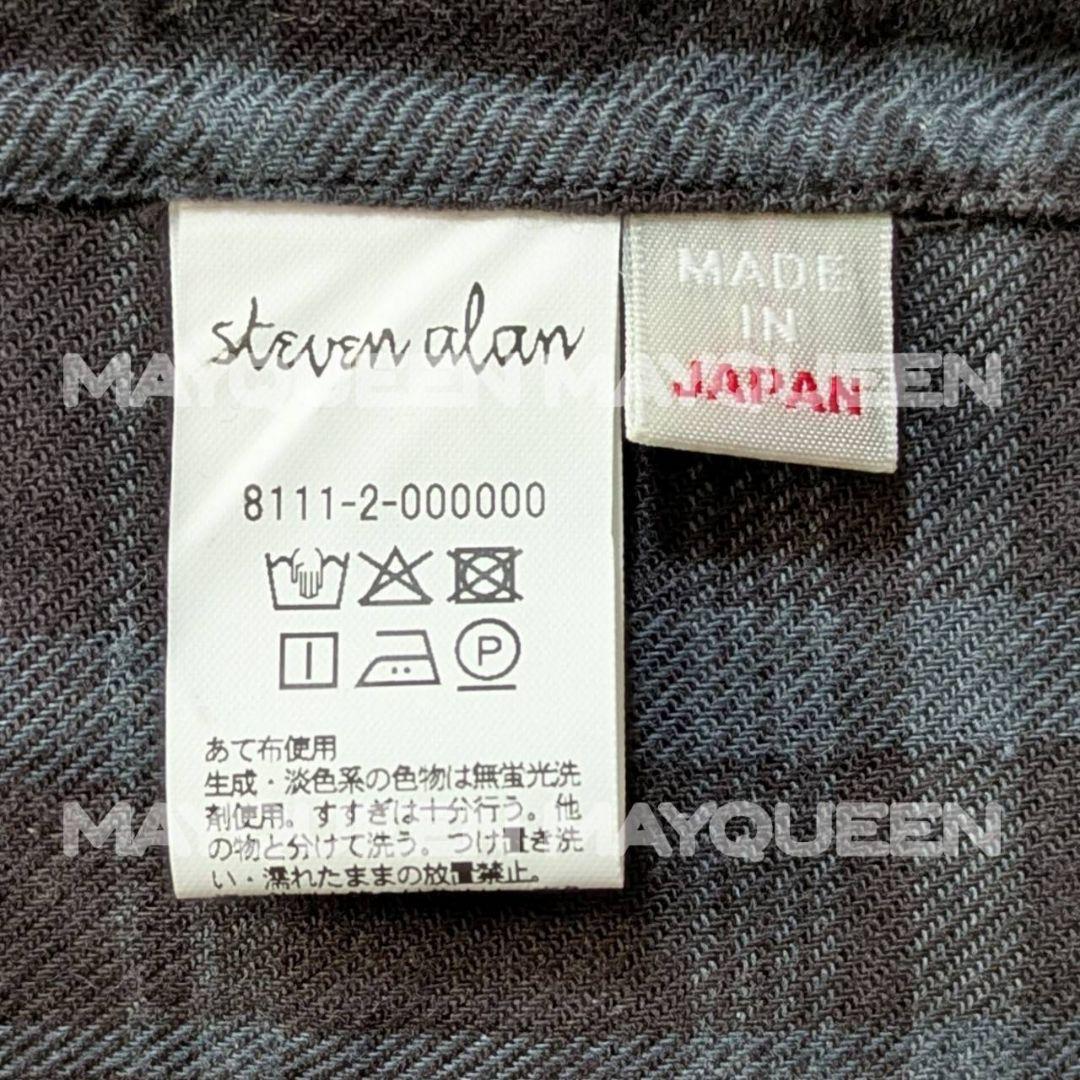 steven alan
MADE
IN
JAPAN
MAYQUEEN MAYQUEEN
8111-2-000000
P
あて布使用
生成・淡色系の色物は無蛍光洗
剤使用。すすぎは十分行う。他
の物と分けて洗う。つけ置き洗
い・濡れたままの放置禁止。
MAYQUEEN MAYQUEEN